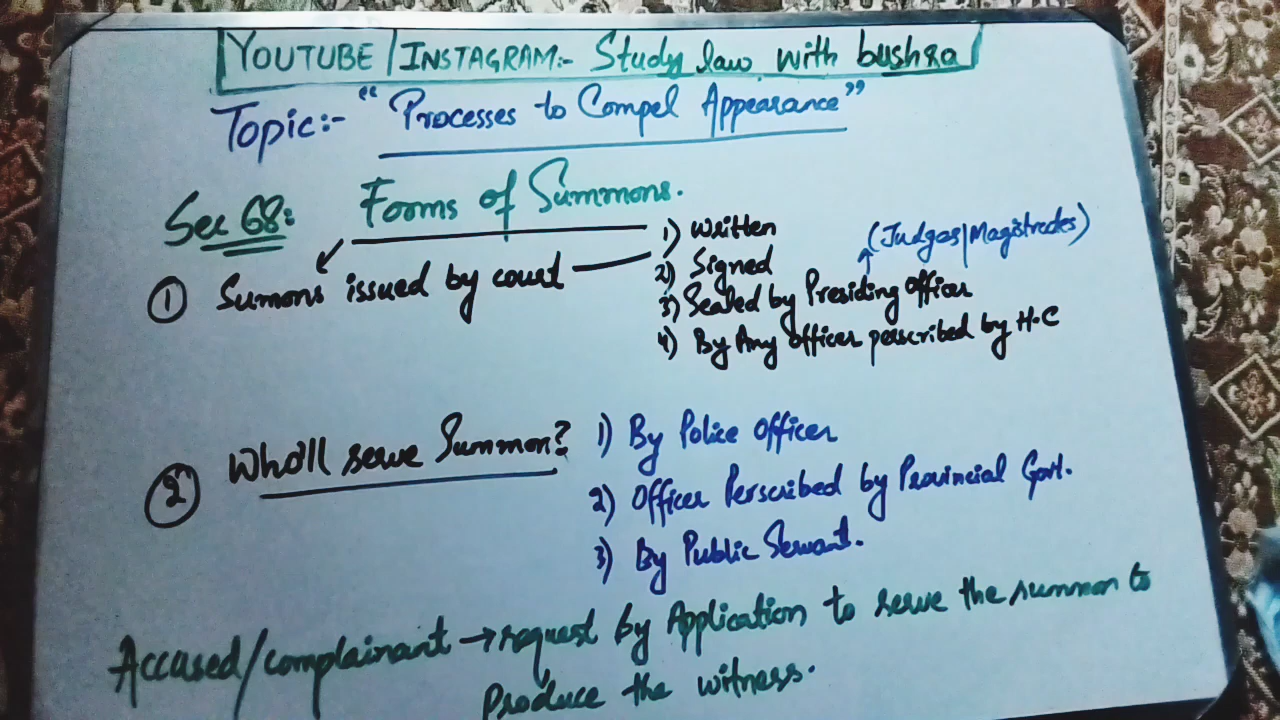 YOUTUBE / INSTAGRAM:- Study law with bushra
Topic:- "Processes to Compel Appearance"
Sec 68: Forms of Summons.
① Sumons issued by court
1) Written
2) Signed
3) Sealed by Presiding Officer (Judges/Magistrates)
4) By Any officer perscribed by H.C
② Who'll serve Summon?
1) By Police Officer
2) Officer Perscribed by Provincial Govt.
3) By Public Servant.
Accused/complainant → request by Application to serve the summon to
Produce the witness.